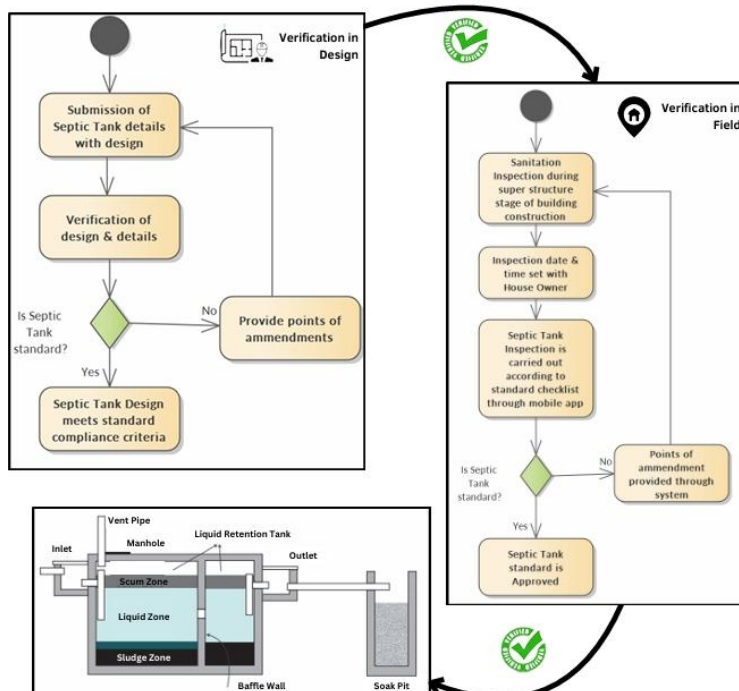 Verification in
Design
Submission of
Septic Tank details
with design
Verification of
design & details
Is Septic
Tank
standard?
No
Provide points of
ammendments
Yes
Septic Tank Design
meets standard
compliance criteria
VERIFIED
Verification in
Field
Sanitation
Inspection during
super structure
stage of building
construction
Inspection date &
time set with
House Owner
Septic Tank
Inspection is
carried out
according to
standard checklist
through mobile app
Is Septic
Tank
standard?
No
Points of
ammendment
provided through
system
Yes
Septic Tank
standard is
Approved
VERIFIED
Vent Pipe
Manhole
Liquid Retention Tank
Inlet
Outlet
Scum Zone
Liquid Zone
Sludge Zone
Baffle Wall
Soak Pit